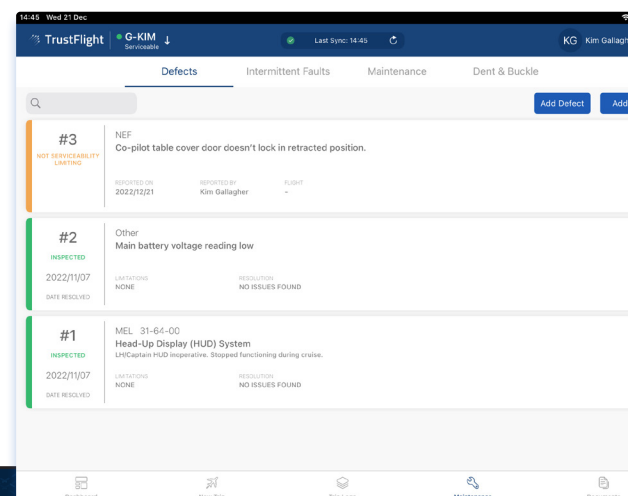 14:45 Wed 21 Dec
TrustFlight G-KIM Serviceable Last Sync: 14:45 KG Kim Gallagh
Defects Intermittent Faults Maintenance Dent & Buckle
Add Defect Add
#3 NEF
NOT SERVICEABILITY LIMITING Co-pilot table cover door doesn't lock in retracted position.
REPORTED ON REPORTED BY FLIGHT
2022/12/21 Kim Gallagher -
#2 Other
INSPECTED Main battery voltage reading low
2022/11/07 LIMITATIONS RESOLUTION
DATE RESOLVED NONE NO ISSUES FOUND
#1 MEL 31-64-00
INSPECTED Head-Up Display (HUD) System
LH/Captain HUD inoperative. Stopped functioning during cruise.
2022/11/07 LIMITATIONS RESOLUTION
DATE RESOLVED NONE NO ISSUES FOUND